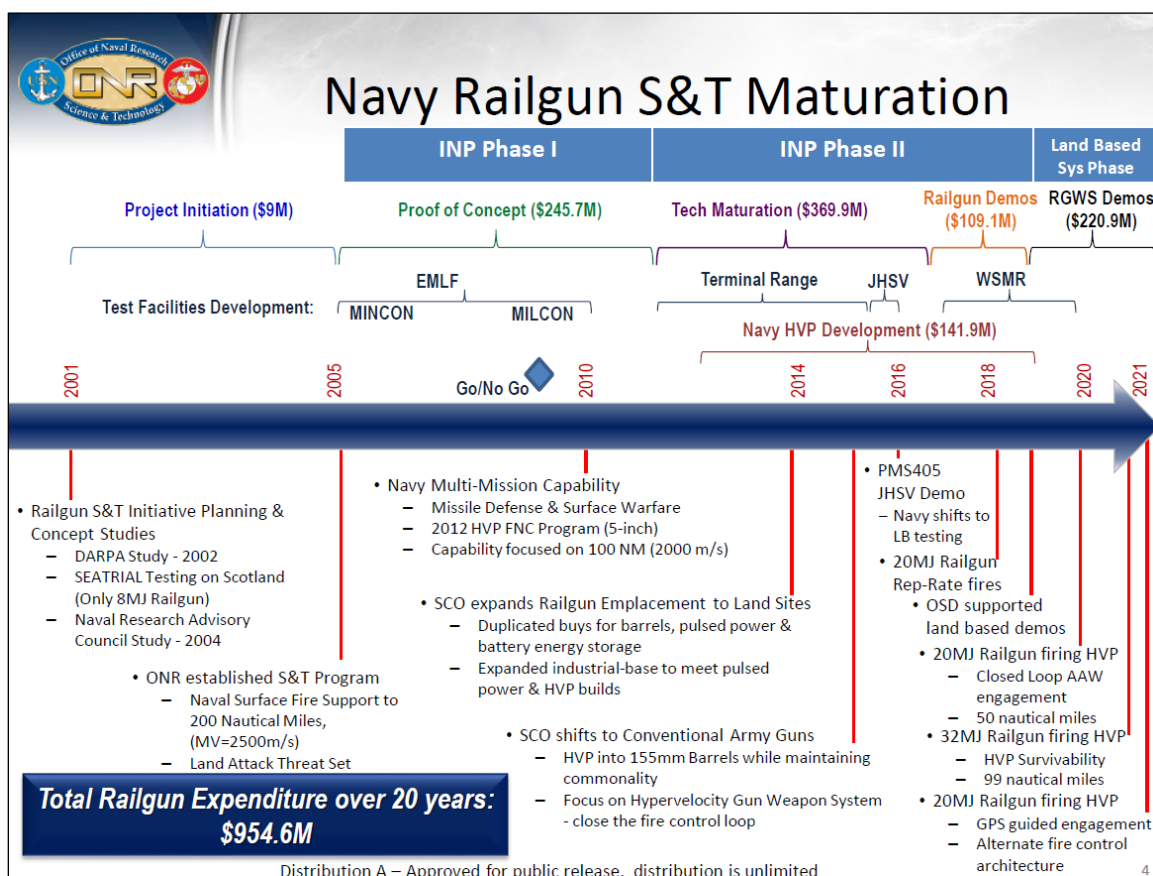 Office of Naval Research
ONR
Science & Technology
Navy Railgun S&T Maturation
INP Phase I
INP Phase II
Land Based
Sys Phase
Project Initiation ($9M)
Proof of Concept ($245.7M)
Tech Maturation ($369.9M)
Railgun Demos
($109.1M)
RGWS Demos
($220.9M)
Test Facilities Development:
EMLF
MINCON
MILCON
Terminal Range
JHSV
WSMR
Navy HVP Development ($141.9M)
Go/No Go
2001
2005
2010
2014
2016
2018
2020
2021
• Railgun S&T Initiative Planning &
Concept Studies
– DARPA Study - 2002
– SEATRIAL Testing on Scotland
(Only 8MJ Railgun)
– Naval Research Advisory
Council Study - 2004
• ONR established S&T Program
– Naval Surface Fire Support to
200 Nautical Miles,
(MV=2500m/s)
– Land Attack Threat Set
• Navy Multi-Mission Capability
– Missile Defense & Surface Warfare
– 2012 HVP FNC Program (5-inch)
– Capability focused on 100 NM (2000 m/s)
• SCO expands Railgun Emplacement to Land Sites
– Duplicated buys for barrels, pulsed power &
battery energy storage
– Expanded industrial-base to meet pulsed
power & HVP builds
• SCO shifts to Conventional Army Guns
– HVP into 155mm Barrels while maintaining
commonality
– Focus on Hypervelocity Gun Weapon System
- close the fire control loop
• PMS405
JHSV Demo
– Navy shifts to
LB testing
• 20MJ Railgun
Rep-Rate fires
• OSD supported
land based demos
• 20MJ Railgun firing HVP
– Closed Loop AAW
engagement
– 50 nautical miles
• 32MJ Railgun firing HVP
– HVP Survivability
– 99 nautical miles
• 20MJ Railgun firing HVP
– GPS guided engagement
– Alternate fire control
architecture
Total Railgun Expenditure over 20 years:
$954.6M
Distribution A – Approved for public release, distribution is unlimited
4